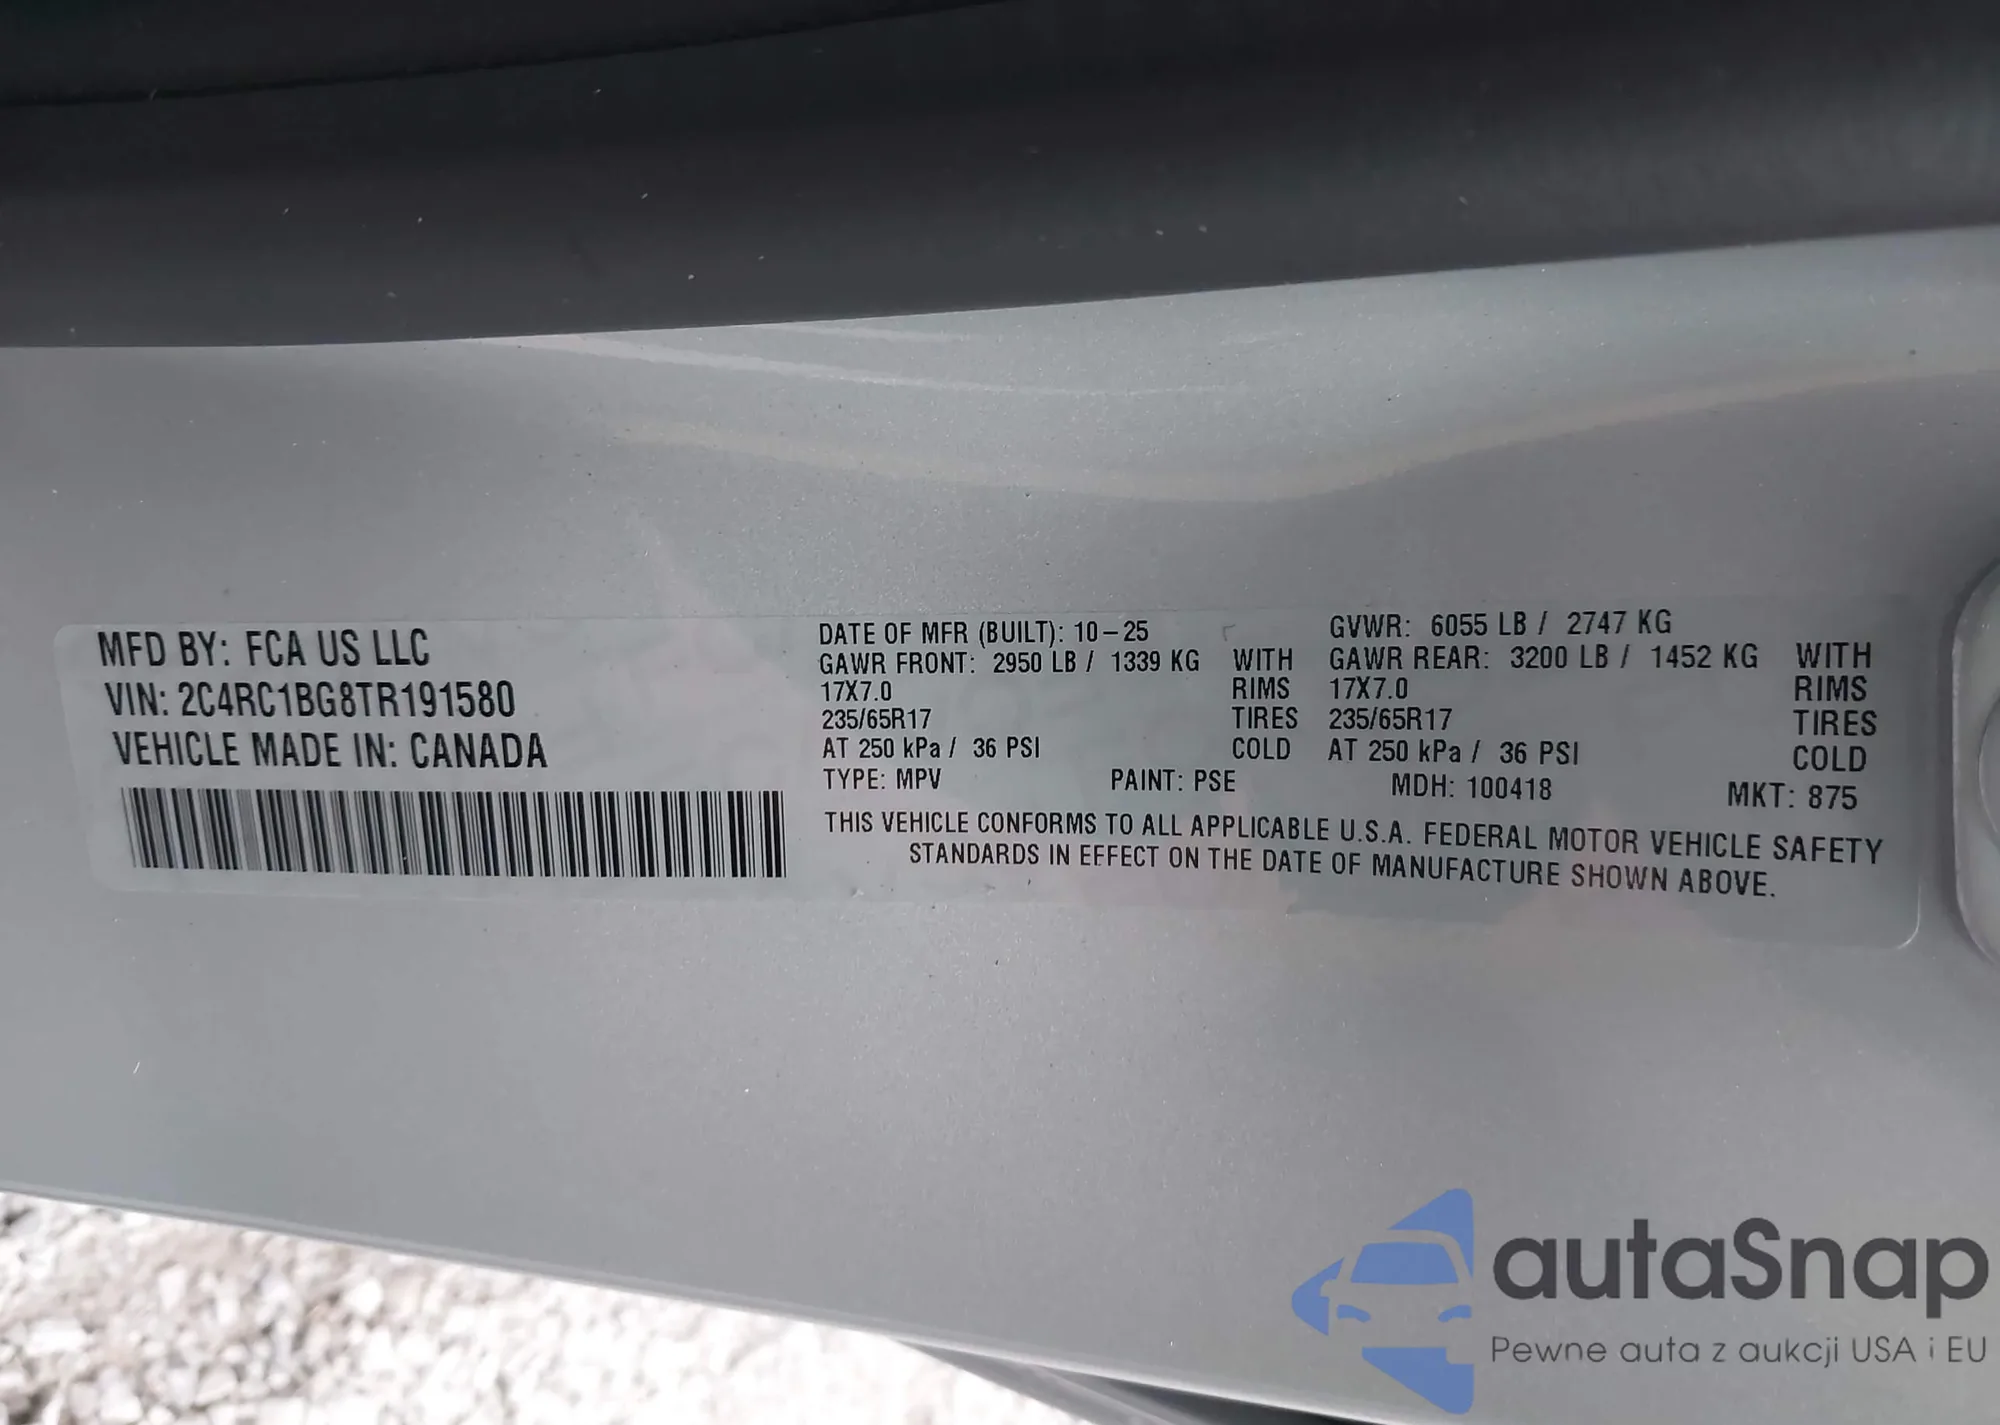 MFD BY: FCA US LLC
VIN: 2C4RC1BG8TR191580
VEHICLE MADE IN: CANADA
DATE OF MFR (BUILT): 10-25 GVWR: 6055 LB / 2747 KG
GAWR FRONT: 2950 LB / 1339 KG WITH GAWR REAR: 3200 LB / 1452 KG WITH
17X7.0 RIMS 17X7.0 RIMS
235/65R17 TIRES 235/65R17 TIRES
AT 250 kPa / 36 PSI COLD AT 250 kPa / 36 PSI COLD
TYPE: MPV PAINT: PSE MDH: 100418 MKT: 875
THIS VEHICLE CONFORMS TO ALL APPLICABLE U.S.A. FEDERAL MOTOR VEHICLE SAFETY
STANDARDS IN EFFECT ON THE DATE OF MANUFACTURE SHOWN ABOVE.
autaSnap
Pewne auta z aukcji USA i EU